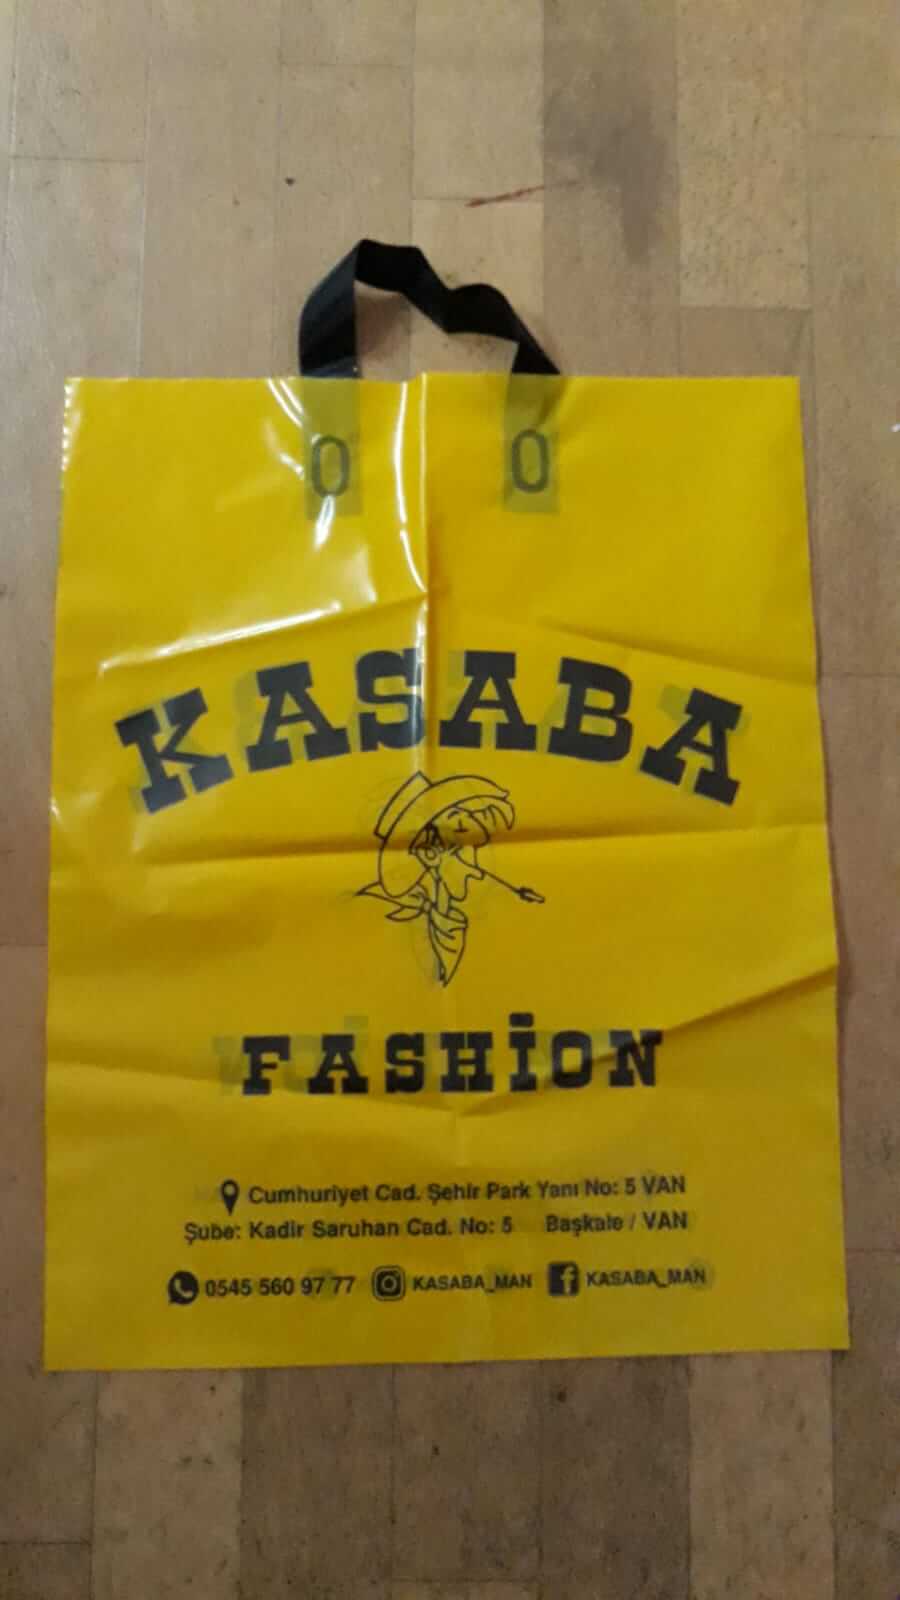 KASABA
FASHİON
Cumhuriyet Cad. Şehir Park Yanı No: 5 VAN
Şube: Kadir Saruhan Cad. No: 5 Başkale / VAN
0545 560 97 77 KASABA_MAN KASABA_MAN